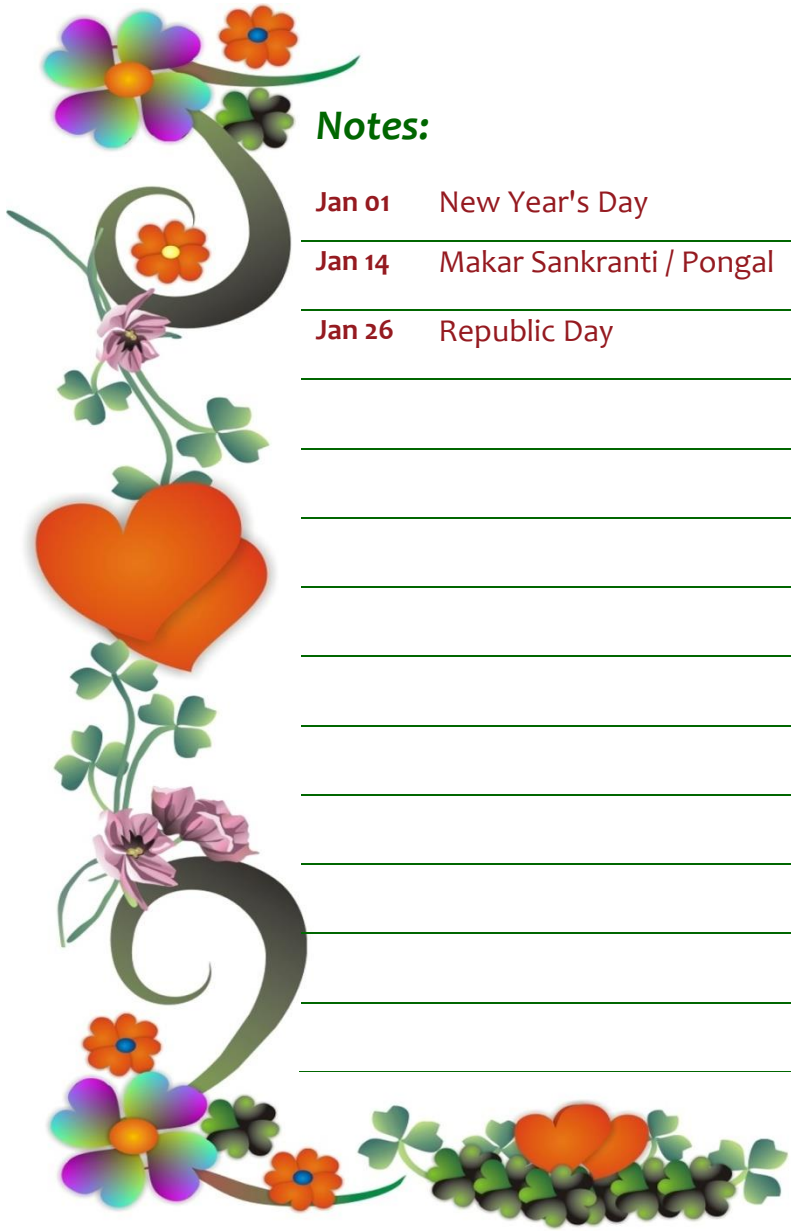 Notes:
Jan 01 New Year's Day
Jan 14 Makar Sankranti / Pongal
Jan 26 Republic Day